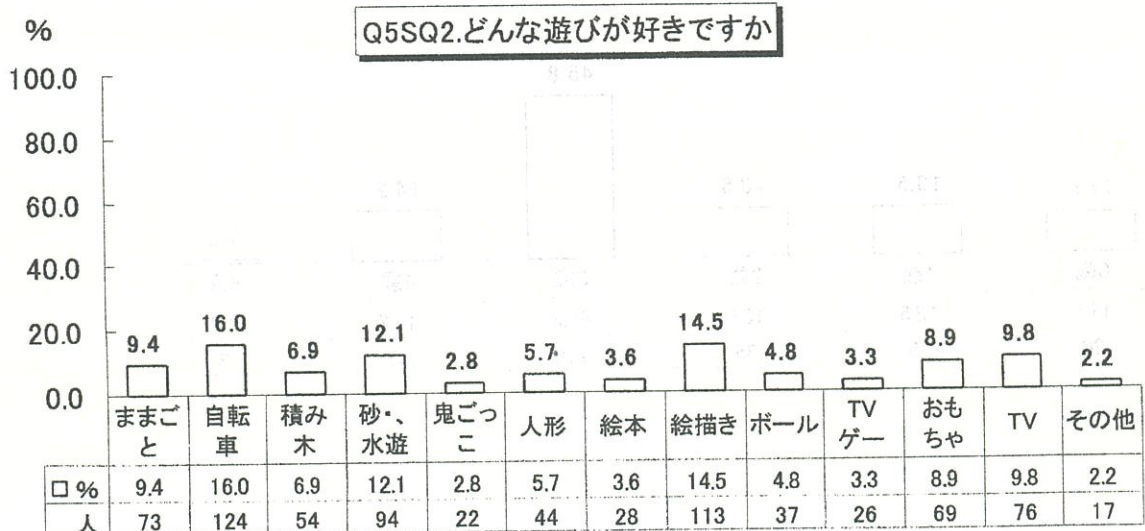 %
Q5SQ2.どんな遊びが好きですか
100.0
80.0
60.0
40.0
20.0
0.0
9.4
16.0
6.9
12.1
2.8
5.7
3.6
14.5
4.8
3.3
8.9
9.8
2.2
ままごと
自転車
積み木
砂・、水遊
鬼ごっこ
人形
絵本
絵描き
ボール
TVゲー
おもちゃ
TV
その他
□ % 9.4 16.0 6.9 12.1 2.8 5.7 3.6 14.5 4.8 3.3 8.9 9.8 2.2
人 73 124 54 94 22 44 28 113 37 26 69 76 17